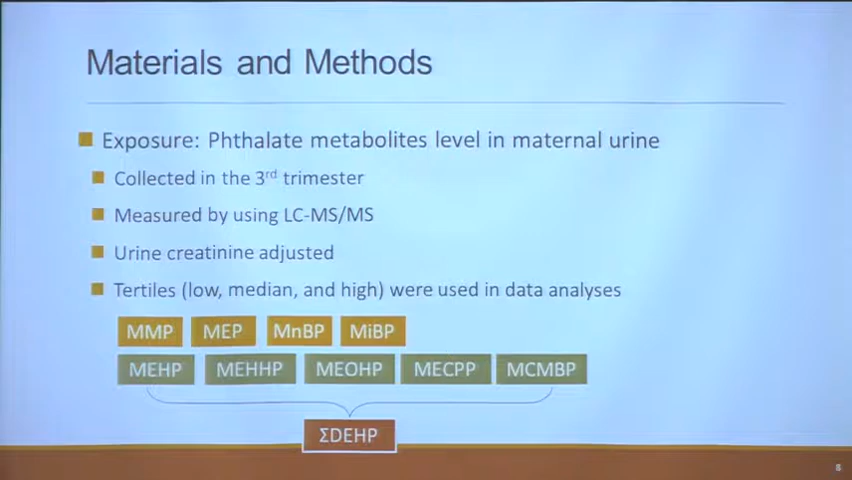 Materials and Methods
Exposure: Phthalate metabolites level in maternal urine
Collected in the 3rd trimester
Measured by using LC-MS/MS
Urine creatinine adjusted
Tertiles (low, median, and high) were used in data analyses
MMP MEP MnBP MiBP
MEHP MEHHP MEOHP MECPP MCMBP
ΣDEHP